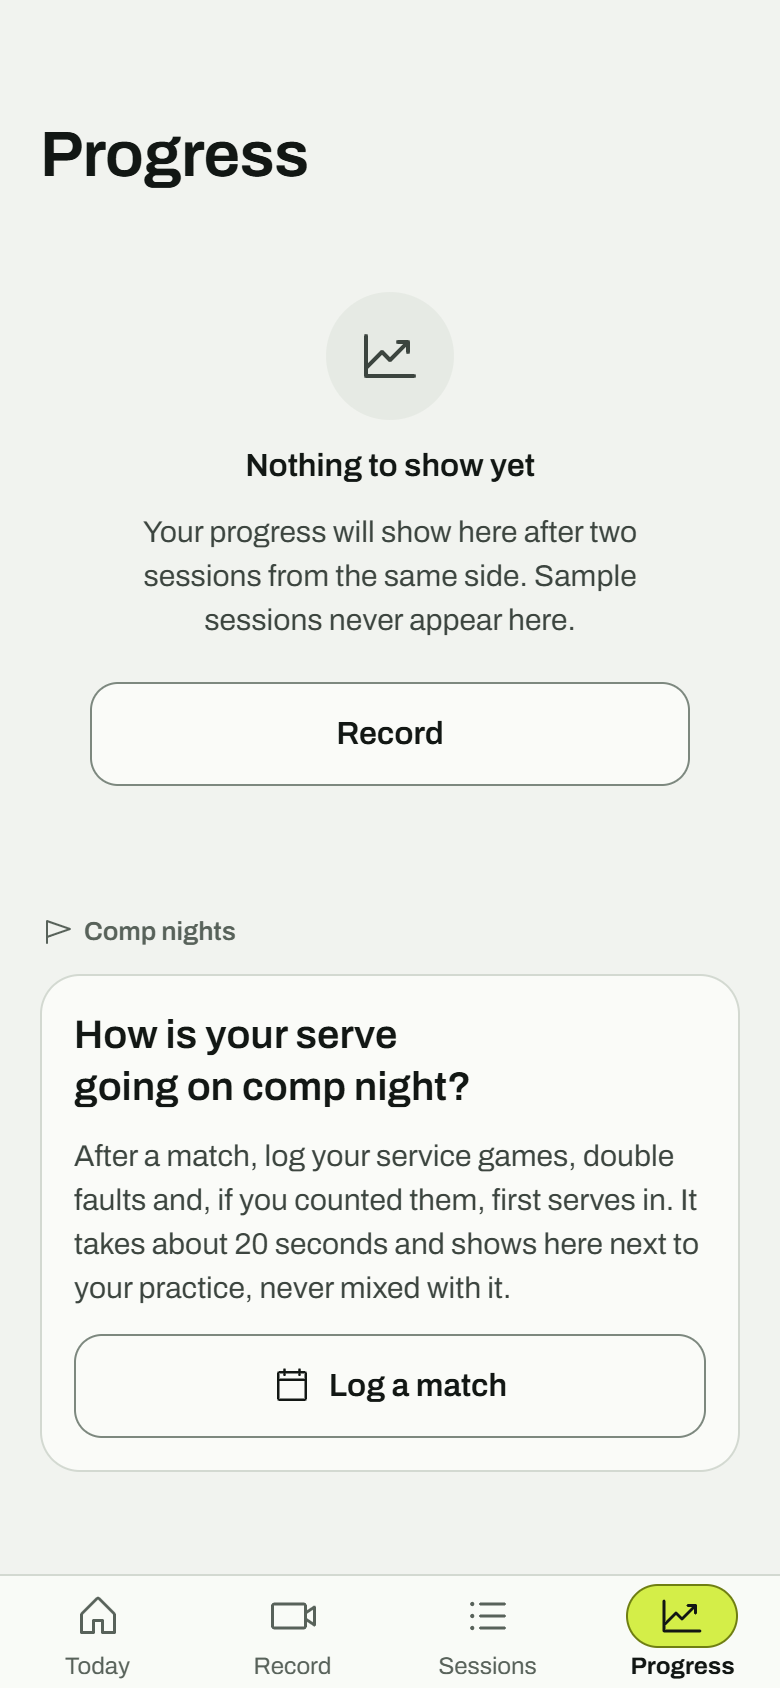 Progress
Nothing to show yet
Your progress will show here after two
sessions from the same side. Sample
sessions never appear here.
Record
Comp nights
How is your serve
going on comp night?
After a match, log your service games, double
faults and, if you counted them, first serves in. It
takes about 20 seconds and shows here next to
your practice, never mixed with it.
Log a match
Today
Record
Sessions
Progress